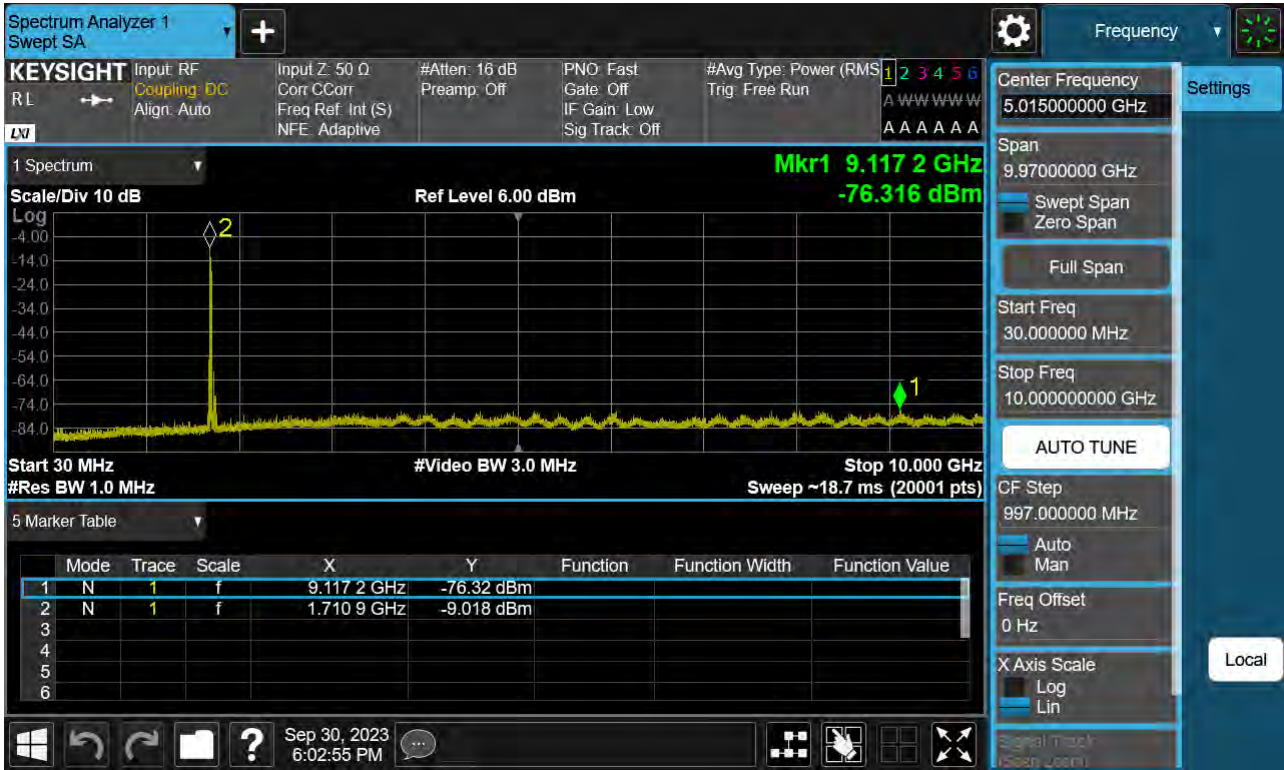 Spectrum Analyzer 1
Swept SA
+
Frequency
KEYSIGHT
Input: RF
Coupling: DC
Align: Auto
Input Z: 50 Ω
Corr CCorr
Freq Ref: Int (S)
NFE: Adaptive
#Atten: 16 dB
Preamp: Off
PNO: Fast
Gate: Off
IF Gain: Low
Sig Track: Off
#Avg Type: Power (RMS
Trig: Free Run
1 2 3 4 5 6
A W W W W W
A A A A A A
R L
LXI
1 Spectrum
Mkr1 9.117 2 GHz
-76.316 dBm
Scale/Div 10 dB
Ref Level 6.00 dBm
Log
-4.00
-14.0
-24.0
-34.0
-44.0
-54.0
-64.0
-74.0
-84.0
2
1
Start 30 MHz
#Video BW 3.0 MHz
Stop 10.000 GHz
#Res BW 1.0 MHz
Sweep ~18.7 ms (20001 pts)
5 Marker Table
Mode Trace Scale X Y Function Function Width Function Value
1 N 1 f 9.117 2 GHz -76.32 dBm
2 N 1 f 1.710 9 GHz -9.018 dBm
3
4
5
6
Center Frequency
5.015000000 GHz
Span
9.97000000 GHz
Swept Span
Zero Span
Full Span
Start Freq
30.000000 MHz
Stop Freq
10.000000000 GHz
AUTO TUNE
CF Step
997.000000 MHz
Auto
Man
Freq Offset
0 Hz
X Axis Scale
Log
Lin
Signal Track
(Span Zoom)
Settings
Local
?
Sep 30, 2023
6:02:55 PM